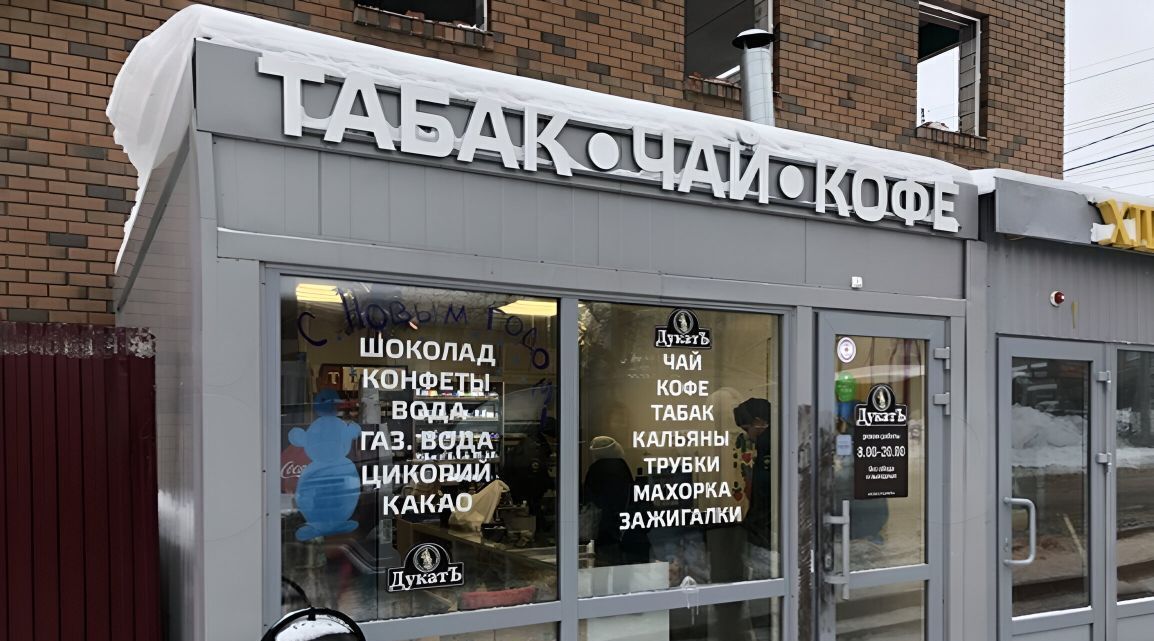 ТАБАК•ЧАЙ•КОФЕ
С НОВЫМ ГОДОМ
ШОКОЛАД
КОНФЕТЫ
ВОДА
ГАЗ. ВОДА
ЦИКОРИЙ
КАКАО
ДукатЪ
ДукатЪ
ЧАЙ
КОФЕ
ТАБАК
КАЛЬЯНЫ
ТРУБКИ
МАХОРКА
ЗАЖИГАЛКИ
ДукатЪ
8.00-20.00